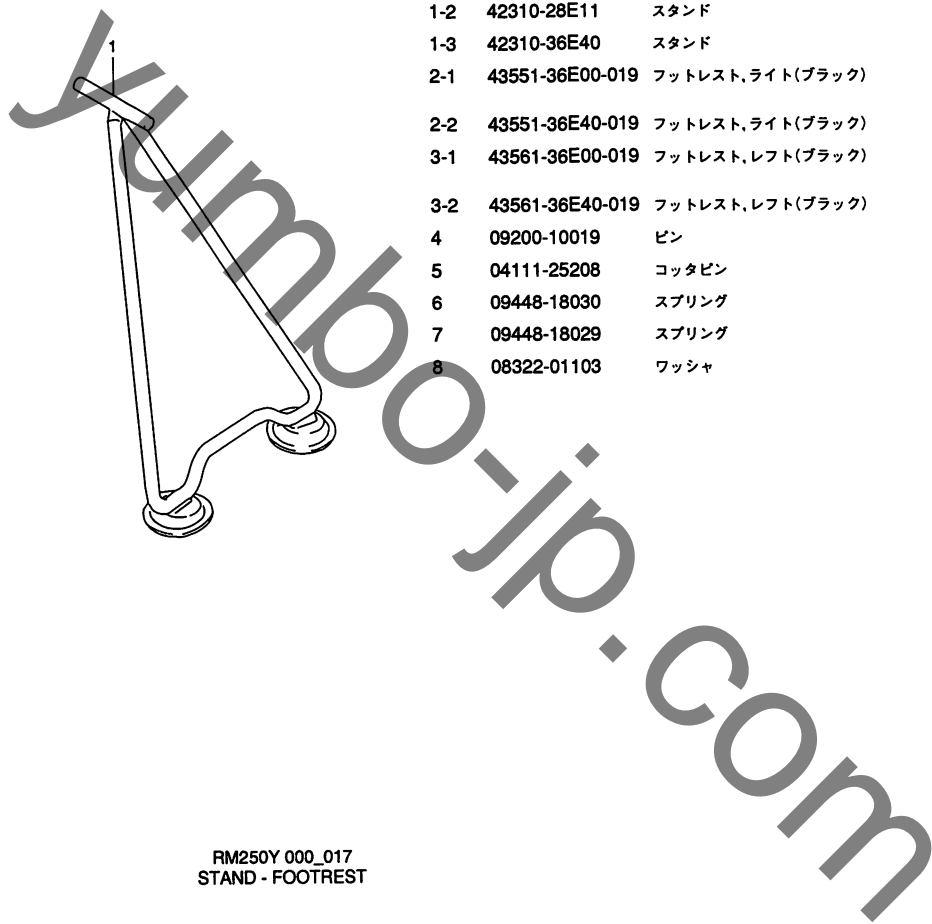 1-2 42310-28E11 スタンド
1-3 42310-36E40 スタンド
2-1 43551-36E00-019 フットレスト,ライト(ブラック)
2-2 43551-36E40-019 フットレスト,ライト(ブラック)
3-1 43561-36E00-019 フットレスト,レフト(ブラック)
3-2 43561-36E40-019 フットレスト,レフト(ブラック)
4 09200-10019 ピン
5 04111-25208 コッタピン
6 09448-18030 スプリング
7 09448-18029 スプリング
8 08322-01103 ワッシャ
1
yumbo-jp.com
RM250Y 000_017
STAND - FOOTREST